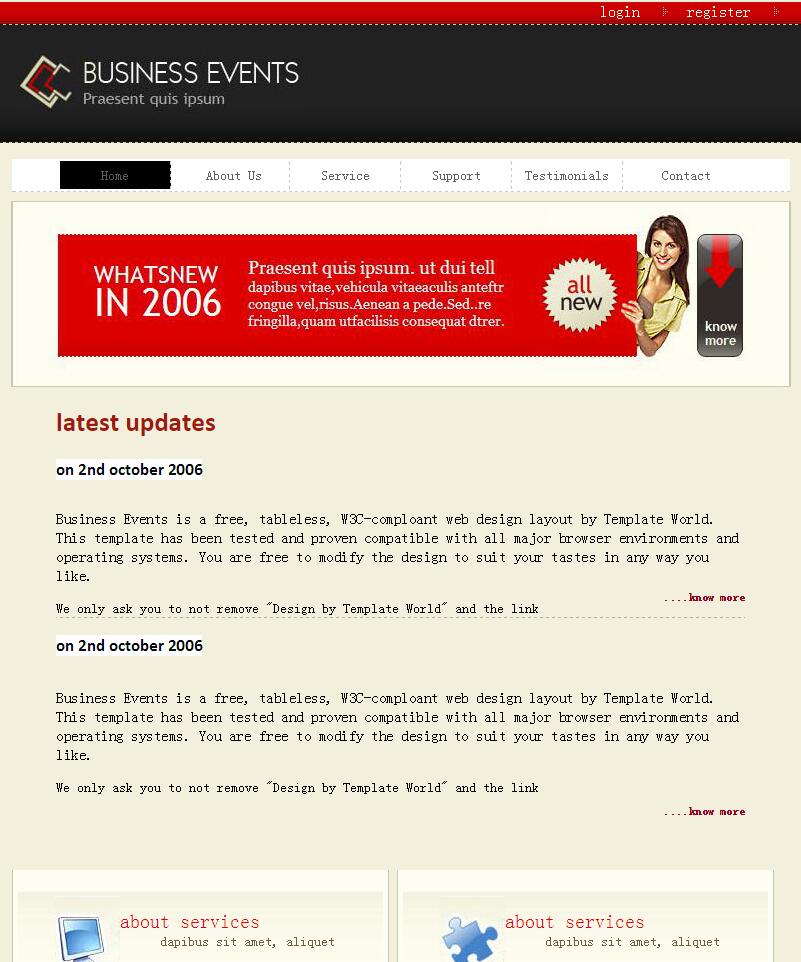 login register
BUSINESS EVENTS
Praesent quis ipsum
Home About Us Service Support Testimonials Contact
WHATSNEW
IN 2006
Praesent quis ipsum. ut dui tell
dapibus vitae,vehicula vitaeaculis anteftr
congue vel,risus.Aenean a pede.Sed..re
fringilla,quam utfacilisis consequat dtrer.
all
new
know
more
latest updates
on 2nd october 2006
Business Events is a free, tableless, W3C-comploant web design layout by Template World.
This template has been tested and proven compatible with all major browser environments and
operating systems. You are free to modify the design to suit your tastes in any way you
like.
....know more
We only ask you to not remove "Design by Template World" and the link
on 2nd october 2006
Business Events is a free, tableless, W3C-comploant web design layout by Template World.
This template has been tested and proven compatible with all major browser environments and
operating systems. You are free to modify the design to suit your tastes in any way you
like.
We only ask you to not remove "Design by Template World" and the link
....know more
about services
dapibus sit amet, aliquet
about services
dapibus sit amet, aliquet